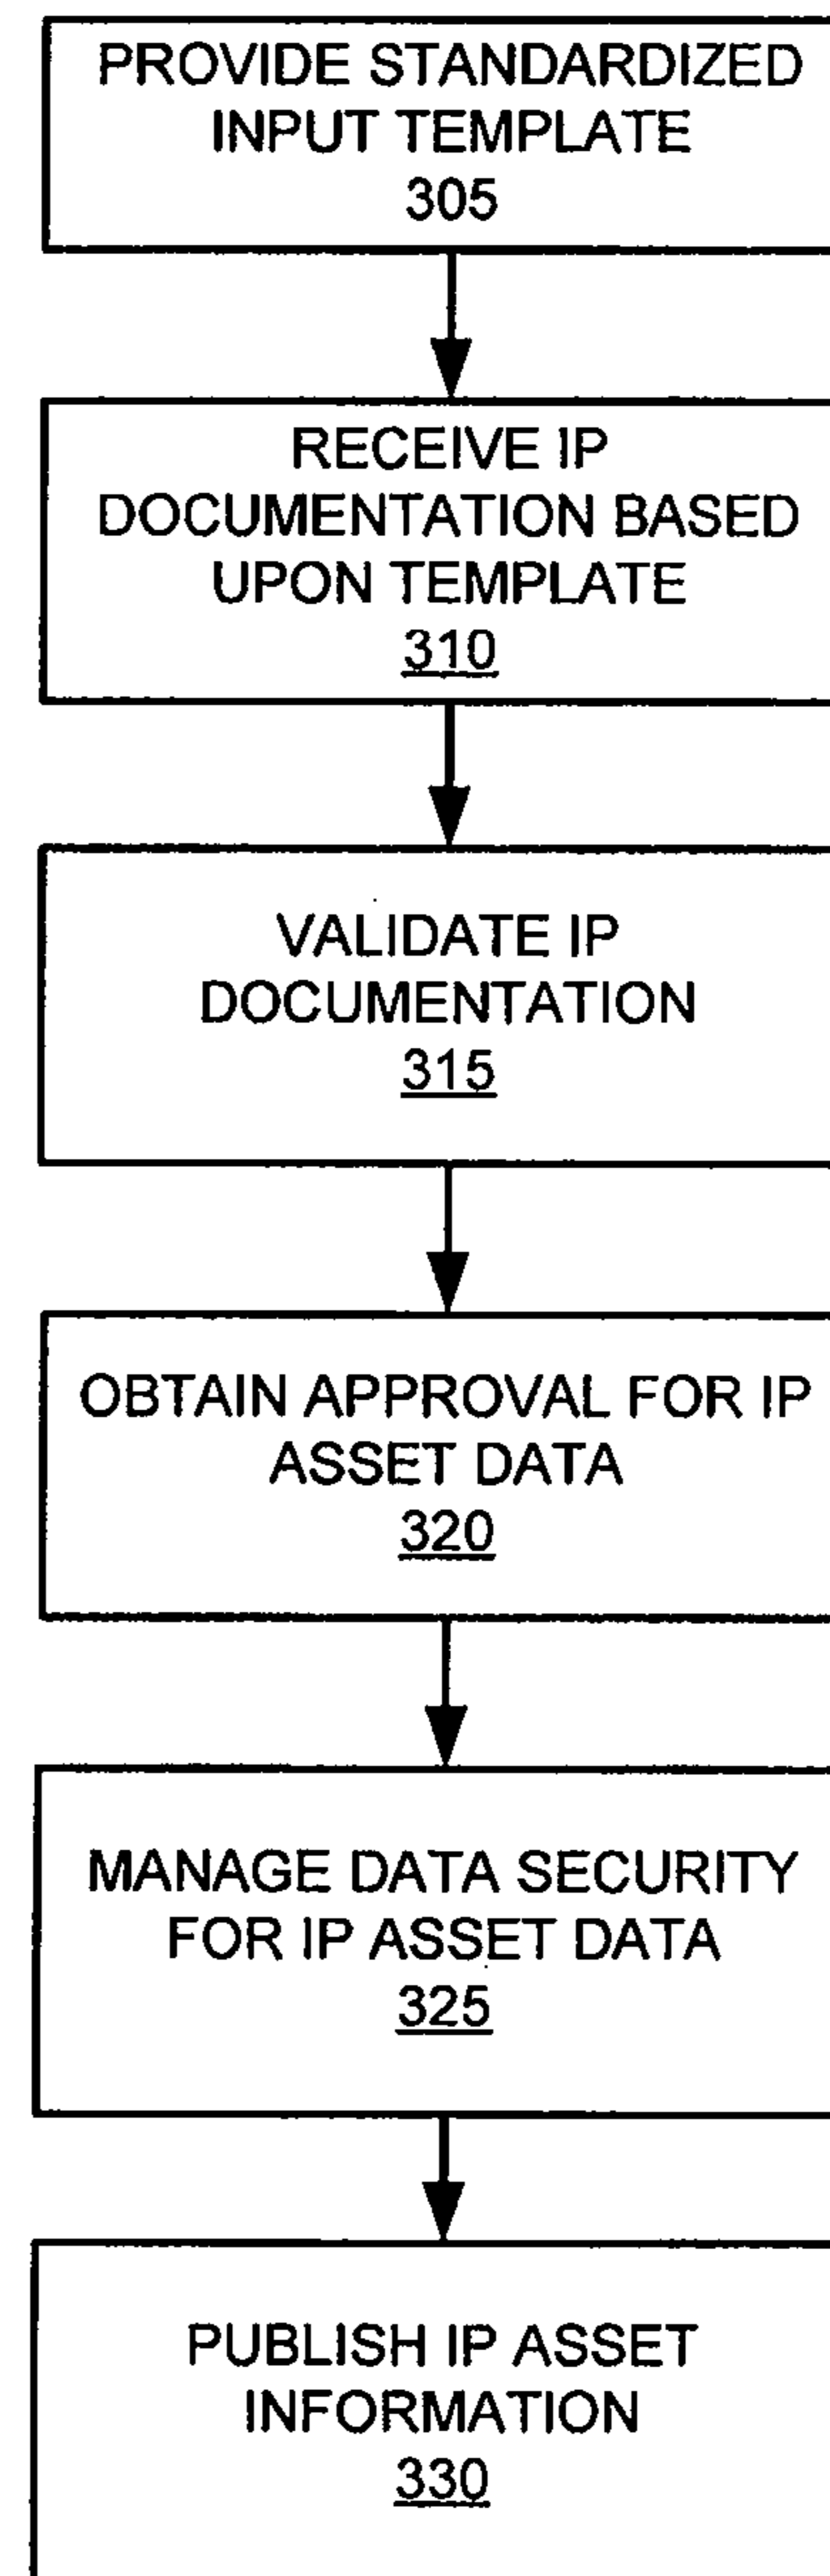 PROVIDE STANDARDIZED
INPUT TEMPLATE
305
RECEIVE IP
DOCUMENTATION BASED
UPON TEMPLATE
310
VALIDATE IP
DOCUMENTATION
315
OBTAIN APPROVAL FOR IP
ASSET DATA
320
MANAGE DATA SECURITY
FOR IP ASSET DATA
325
PUBLISH IP ASSET
INFORMATION
330